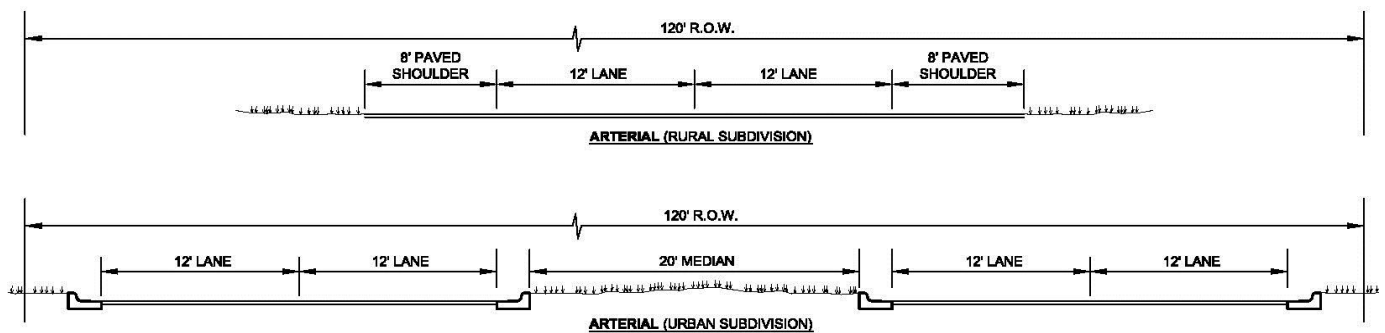 120' R.O.W.
8' PAVED
SHOULDER
12' LANE
12' LANE
8' PAVED
SHOULDER
ARTERIAL (RURAL SUBDIVISION)
120' R.O.W.
12' LANE
12' LANE
20' MEDIAN
12' LANE
12' LANE
ARTERIAL (URBAN SUBDIVISION)